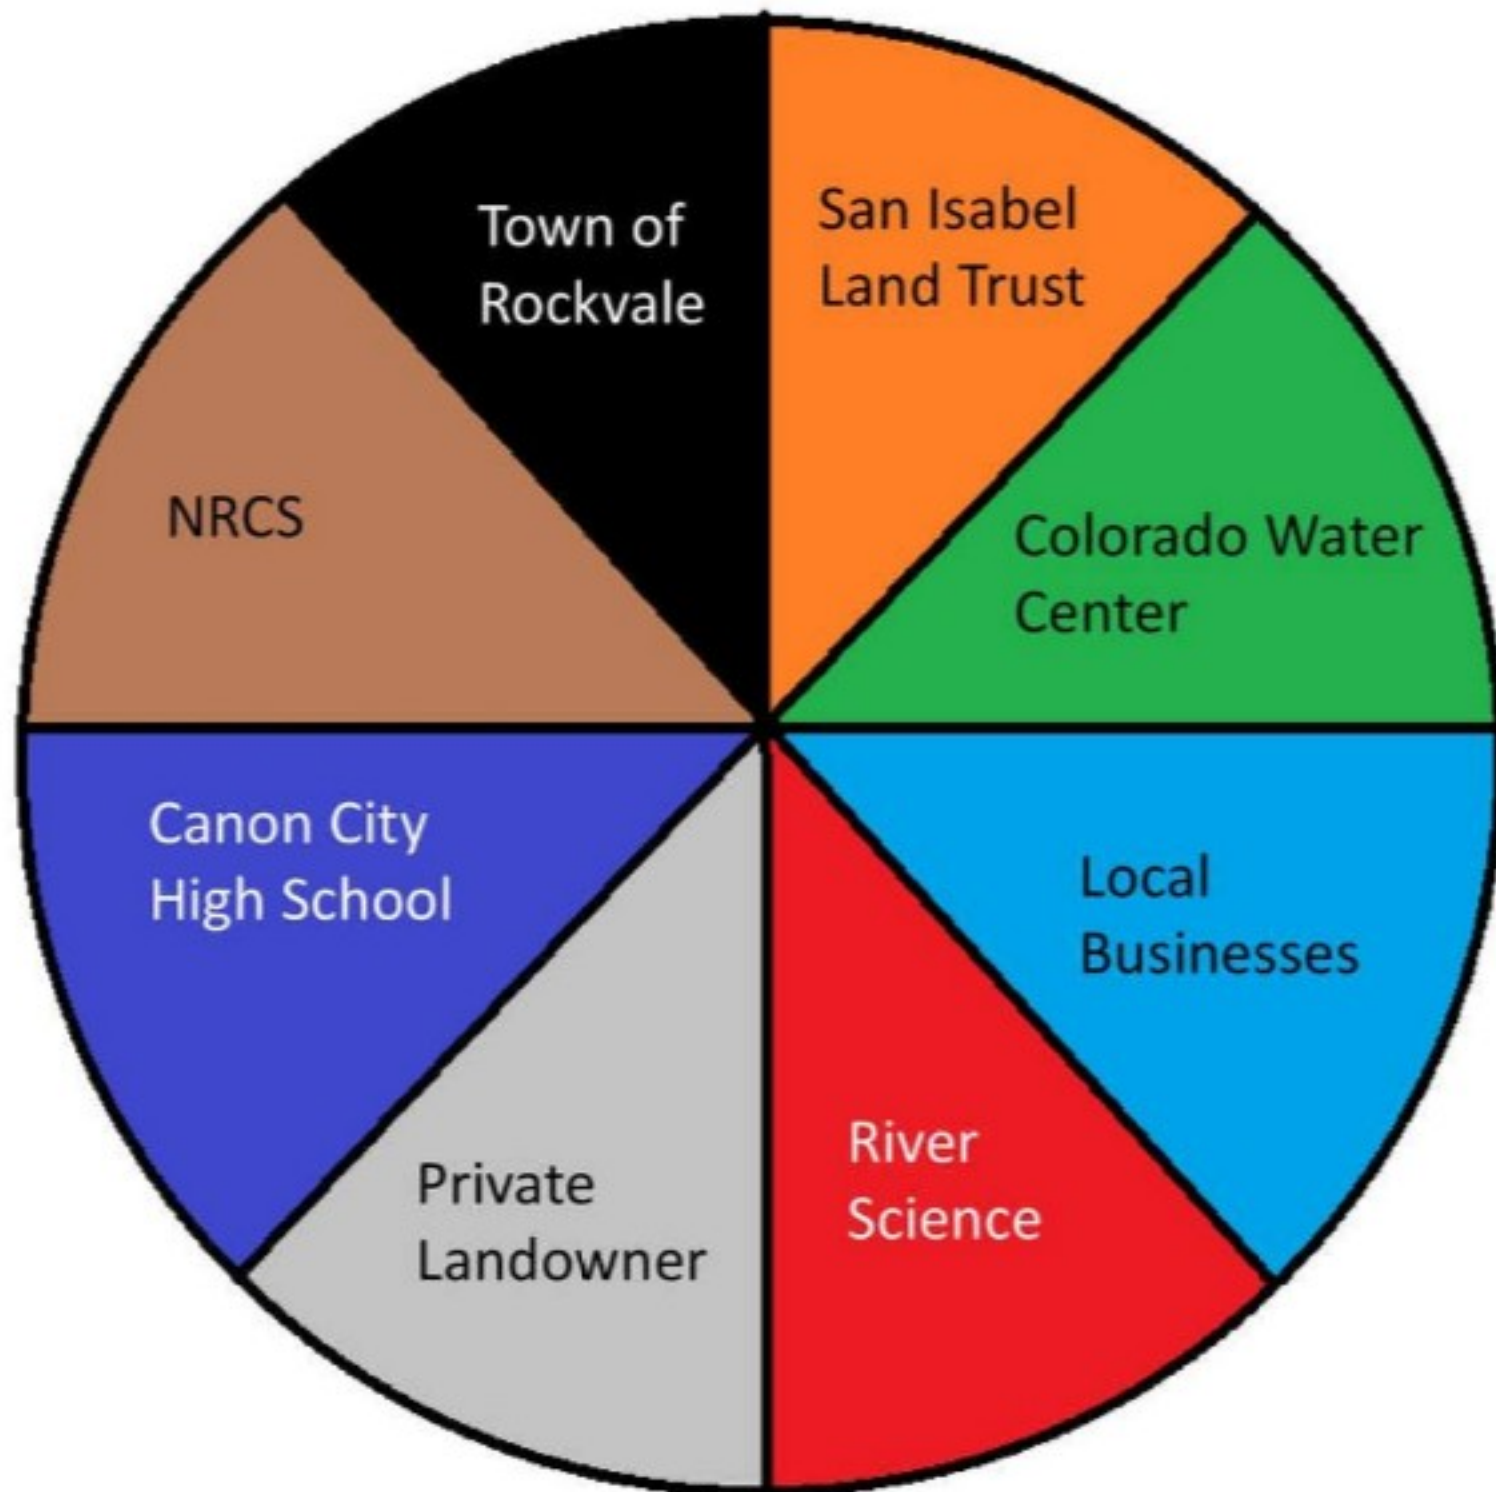 Town of
Rockvale
San Isabel
Land Trust
Colorado Water
Center
Local
Businesses
River
Science
Private
Landowner
Canon City
High School
NRCS